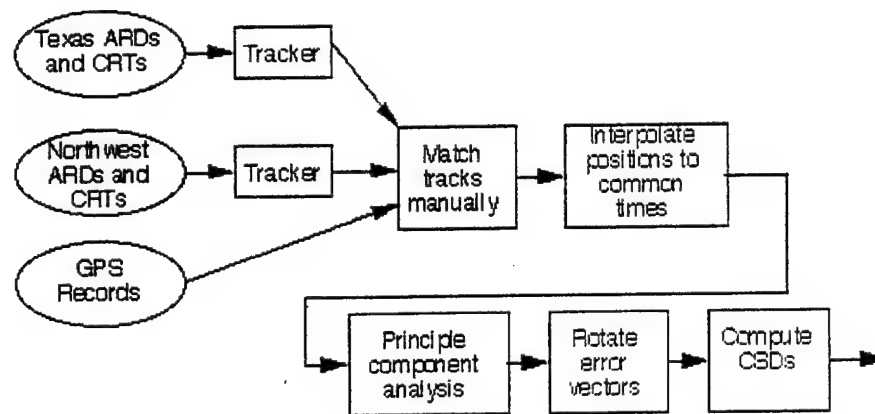 Texas ARDs
and CRTs
Tracker
Northwest
ARDs and
CRTs
Tracker
GPS
Records
Match
tracks
manually
Interpolate
positions to
common
times
Principle
component
analysis
Rotate
error
vectors
Compute
CSDs